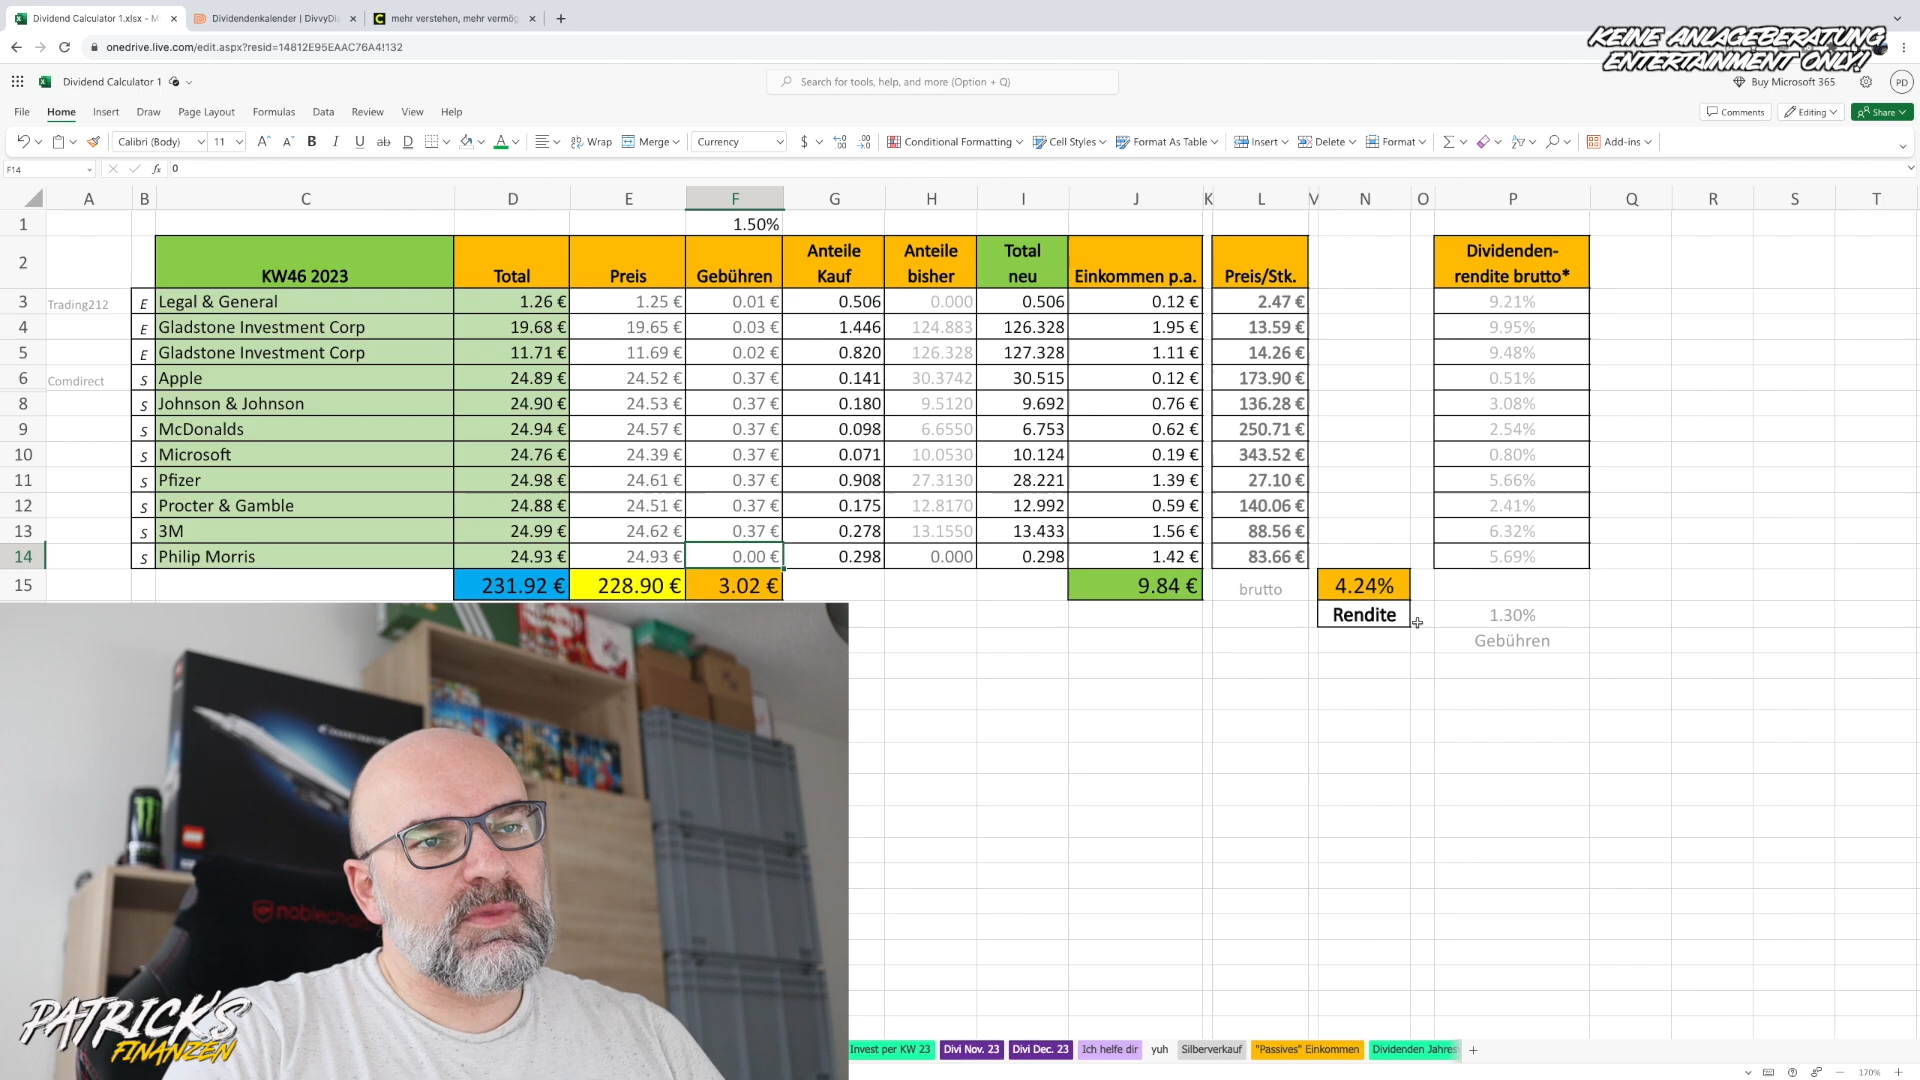 Dividend Calculator 1.xlsx - M
Dividendenkalender | DivvyDi
mehr verstehen, mehr vermög
onedrive.live.com/edit.aspx?resid=14812E95EAAC76A4!132
KEINE ANLAGEBERATUNG
ENTERTAINMENT ONLY!
Dividend Calculator 1
Search for tools, help, and more (Option + Q)
Buy Microsoft 365
PD
File Home Insert Draw Page Layout Formulas Data Review View Help
Comments Editing Share
Calibri (Body) 11 Wrap Merge Currency Conditional Formatting Cell Styles Format As Table Insert Delete Format Add-ins
F14 fx 0
A B C D E F G H I J K L N O P Q R S T
1 1.50%
2 KW46 2023 Total Preis Gebühren Anteile Kauf Anteile bisher Total neu Einkommen p.a. Preis/Stk. Dividenden-rendite brutto*
3 Trading212 E Legal & General 1.26 € 1.25 € 0.01 € 0.506 0.000 0.506 0.12 € 2.47 € 9.21%
4 E Gladstone Investment Corp 19.68 € 19.65 € 0.03 € 1.446 124.883 126.328 1.95 € 13.59 € 9.95%
5 E Gladstone Investment Corp 11.71 € 11.69 € 0.02 € 0.820 126.328 127.328 1.11 € 14.26 € 9.48%
6 Comdirect S Apple 24.89 € 24.52 € 0.37 € 0.141 30.3742 30.515 0.12 € 173.90 € 0.51%
8 S Johnson & Johnson 24.90 € 24.53 € 0.37 € 0.180 9.5120 9.692 0.76 € 136.28 € 3.08%
9 S McDonalds 24.94 € 24.57 € 0.37 € 0.098 6.6550 6.753 0.62 € 250.71 € 2.54%
10 S Microsoft 24.76 € 24.39 € 0.37 € 0.071 10.0530 10.124 0.19 € 343.52 € 0.80%
11 S Pfizer 24.98 € 24.61 € 0.37 € 0.908 27.3130 28.221 1.39 € 27.10 € 5.66%
12 S Procter & Gamble 24.88 € 24.51 € 0.37 € 0.175 12.8170 12.992 0.59 € 140.06 € 2.41%
13 S 3M 24.99 € 24.62 € 0.37 € 0.278 13.1550 13.433 1.56 € 88.56 € 6.32%
14 S Philip Morris 24.93 € 24.93 € 0.00 € 0.298 0.000 0.298 1.42 € 83.66 € 5.69%
15 231.92 € 228.90 € 3.02 € 9.84 € brutto 4.24%
Rendite 1.30%
Gebühren
noblechai
PATRICKS
FINANZEN
Invest per KW 23 Divi Nov. 23 Divi Dec. 23 Ich helfe dir yuh Silberverkauf "Passives" Einkommen Dividenden Jahres
170%